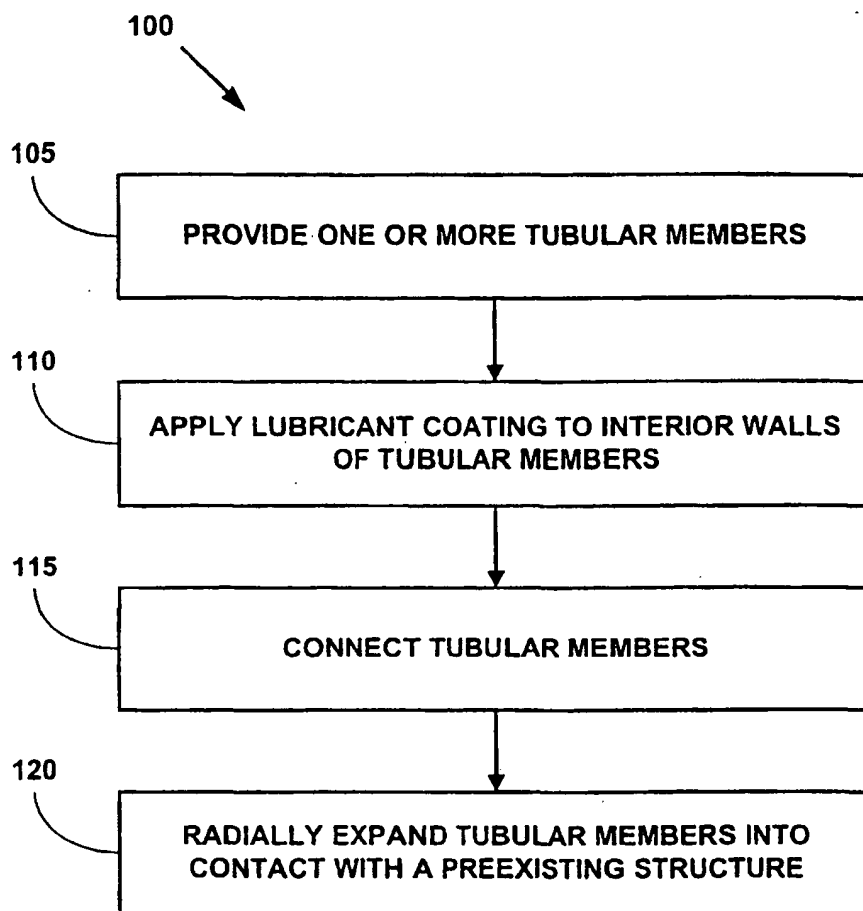 100
105
PROVIDE ONE OR MORE TUBULAR MEMBERS
110
APPLY LUBRICANT COATING TO INTERIOR WALLS
OF TUBULAR MEMBERS
115
CONNECT TUBULAR MEMBERS
120
RADIALLY EXPAND TUBULAR MEMBERS INTO
CONTACT WITH A PREEXISTING STRUCTURE